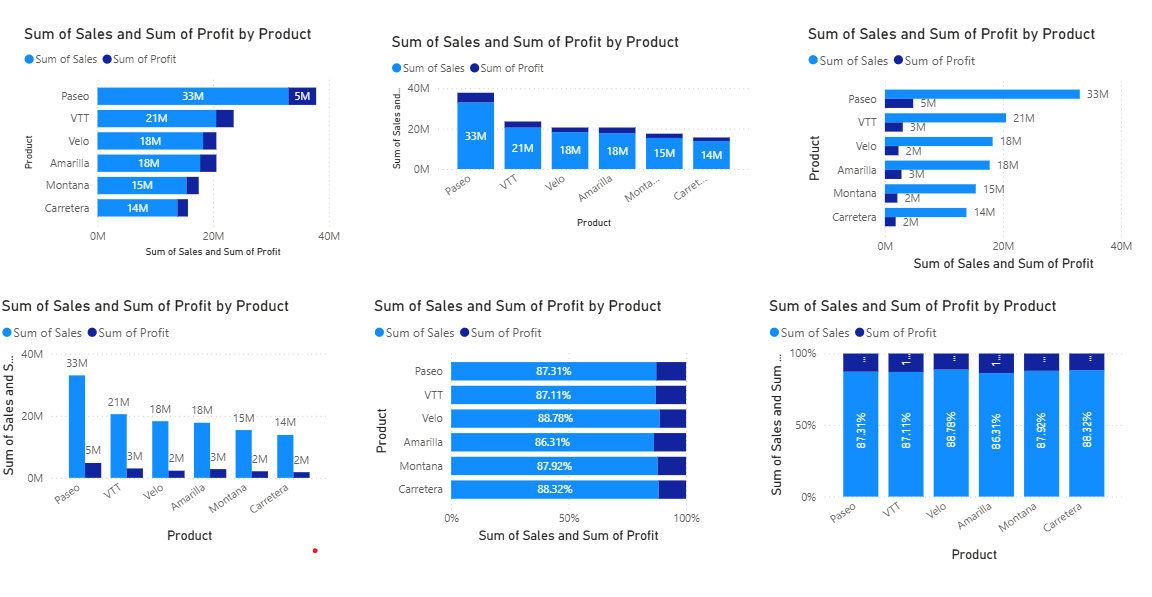 Sum of Sales and Sum of Profit by Product
Sum of Sales Sum of Profit
Product
Paseo 33M 5M
VTT 21M
Velo 18M
Amarilla 18M
Montana 15M
Carretera 14M
0M 20M 40M
Sum of Sales and Sum of Profit
Sum of Sales and Sum of Profit by Product
Sum of Sales Sum of Profit
Sum of Sales and...
40M
20M
0M
33M 21M 18M 18M 15M 14M
Paseo VTT Velo Amarilla Monta... Carret...
Product
Sum of Sales and Sum of Profit by Product
Sum of Sales Sum of Profit
Product
Paseo 33M
5M
VTT 21M
3M
Velo 18M
2M
Amarilla 18M
3M
Montana 15M
2M
Carretera 14M
2M
0M 20M 40M
Sum of Sales and Sum of Profit
Sum of Sales and Sum of Profit by Product
Sum of Sales Sum of Profit
Sum of Sales and S...
40M
20M
0M
33M 5M 21M 3M 18M 2M 18M 3M 15M 2M 14M 2M
Paseo VTT Velo Amarilla Montana Carretera
Product
Sum of Sales and Sum of Profit by Product
Sum of Sales Sum of Profit
Product
Paseo 87.31%
VTT 87.11%
Velo 88.78%
Amarilla 86.31%
Montana 87.92%
Carretera 88.32%
0% 50% 100%
Sum of Sales and Sum of Profit
Sum of Sales and Sum of Profit by Product
Sum of Sales Sum of Profit
Sum of Sales and Sum ...
100%
50%
0%
... 1... ... 1... ... ...
87.31% 87.11% 88.78% 86.31% 87.92% 88.32%
Paseo VTT Velo Amarilla Montana Carretera
Product